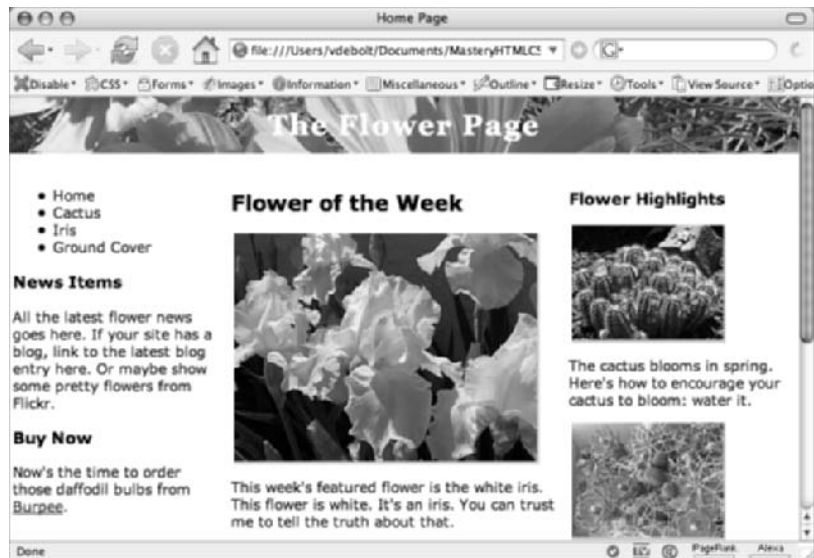 Home Page
file:///Users/vdebolt/Documents/MasteryHTMLCS
G
Disable CSS Forms Images Information Miscellaneous Outline Resize Tools View Source Optio
The Flower Page
Home
Cactus
Iris
Ground Cover
News Items
All the latest flower news
goes here. If your site has a
blog, link to the latest blog
entry here. Or maybe show
some pretty flowers from
Flickr.
Buy Now
Now's the time to order
those daffodil bulbs from
Burpee.
Flower of the Week
This week's featured flower is the white iris.
This flower is white. It's an iris. You can trust
me to tell the truth about that.
Flower Highlights
The cactus blooms in spring.
Here's how to encourage your
cactus to bloom: water it.
Done
PageRank Alexa